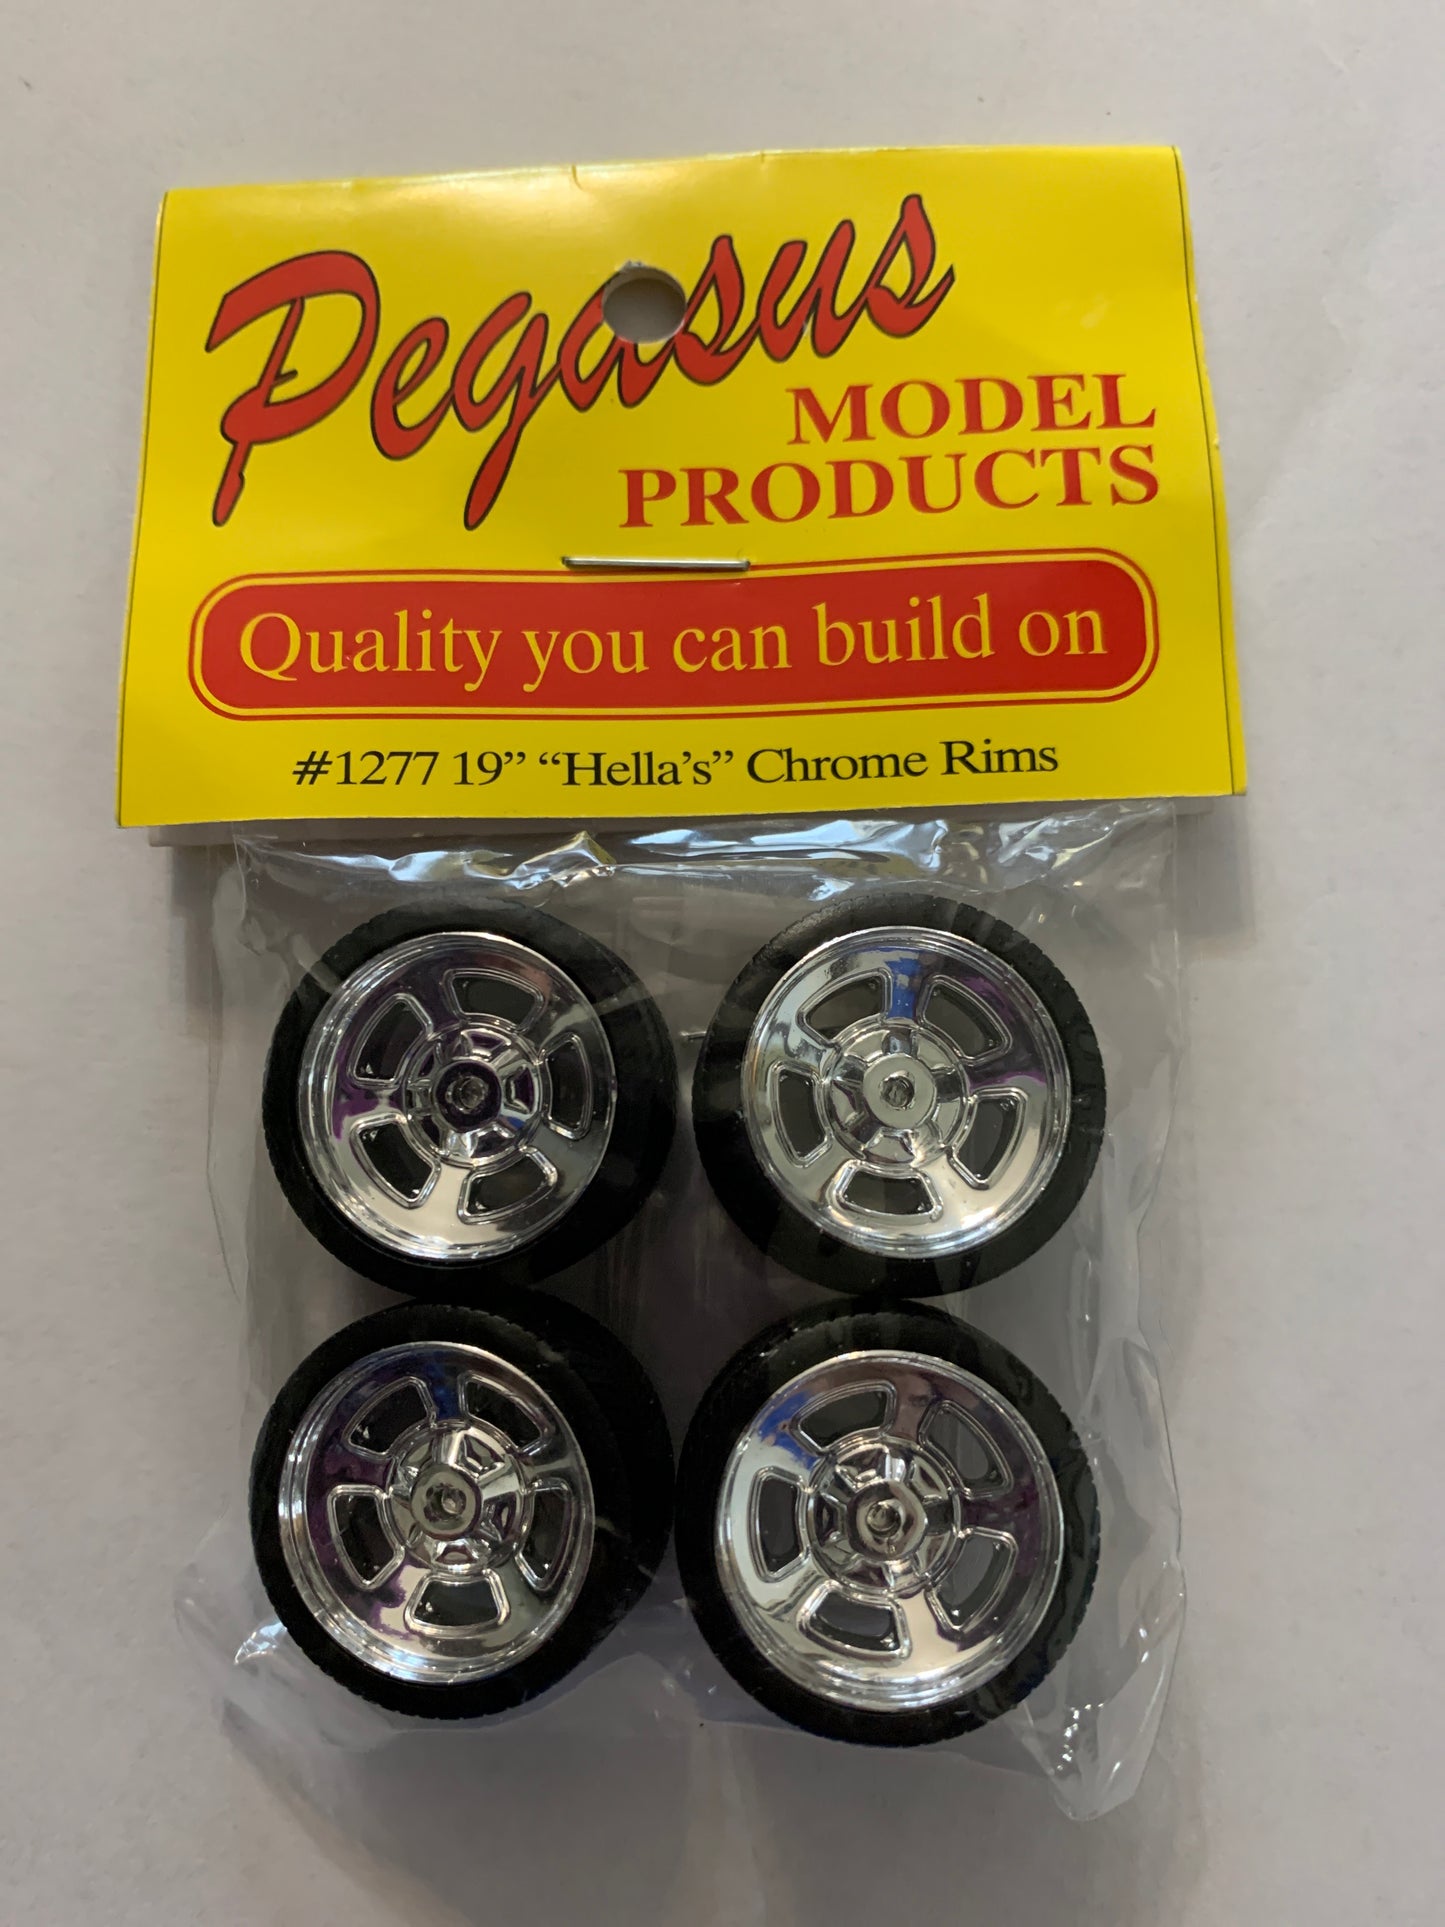 Pegasus
MODEL
PRODUCTS
Quality you can build on
#1277 19” “Hella’s” Chrome Rims